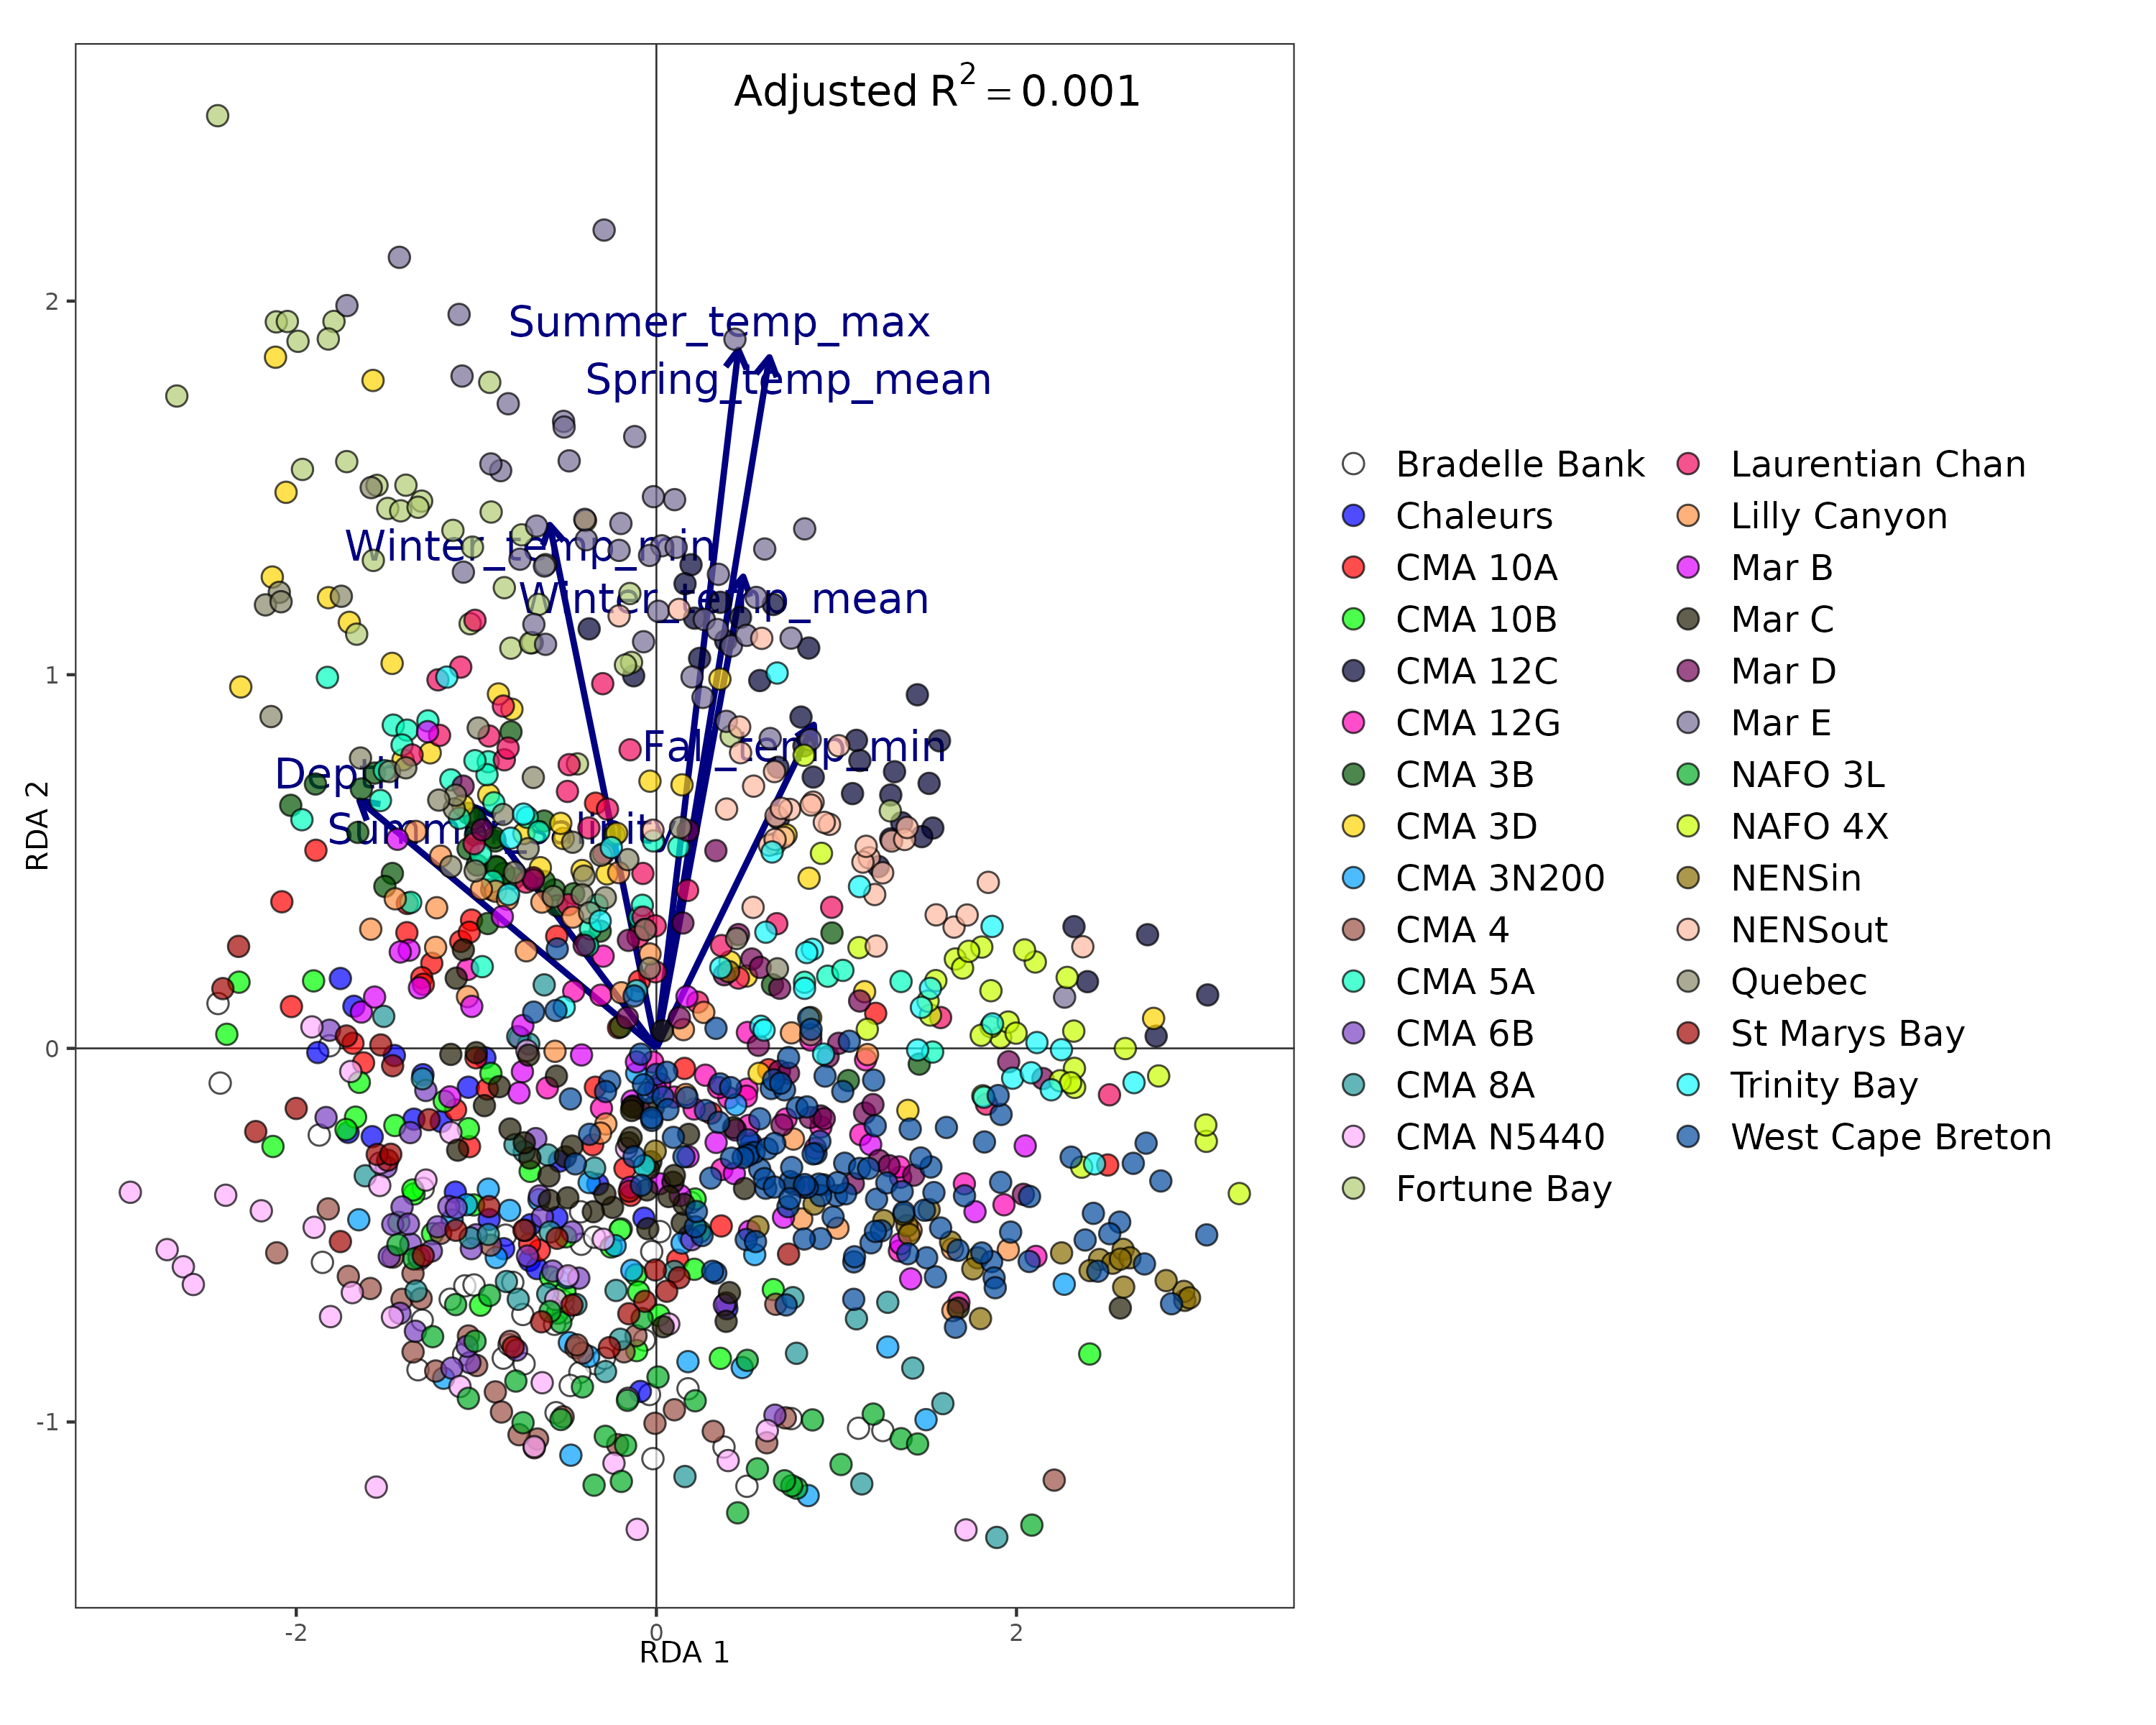 Adjusted R² = 0.001
Summer_temp_max
Spring_temp_mean
Winter_temp_min
Winter_temp_mean
Fall_temp_min
Depth
2
1
0
-1
-2
0
2
RDA 2
RDA 1
Bradelle Bank
Chaleurs
CMA 10A
CMA 10B
CMA 12C
CMA 12G
CMA 3B
CMA 3D
CMA 3N200
CMA 4
CMA 5A
CMA 6B
CMA 8A
CMA N5440
Fortune Bay
Laurentian Chan
Lilly Canyon
Mar B
Mar C
Mar D
Mar E
NAFO 3L
NAFO 4X
NENSin
NENSout
Quebec
St Marys Bay
Trinity Bay
West Cape Breton